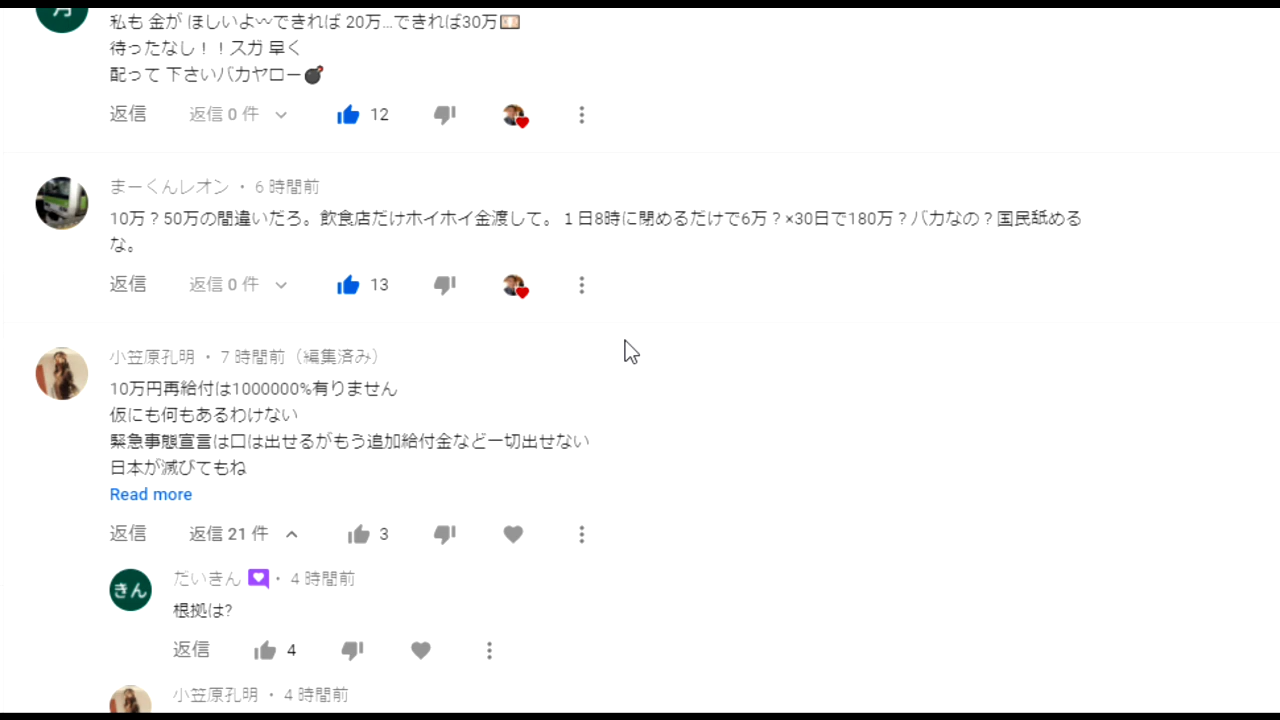 私も 金が ほしいよ〰できれば 20万...できれば30万💴
待ったなし！！スガ 早く
配って 下さいバカヤロー💣
返信 返信 0 件 12
まーくんレオン ・ 6 時間前
10万？50万の間違いだろ。飲食店だけホイホイ金渡して。１日8時に閉めるだけで6万？×30日で180万？バカなの？国民舐める
な。
返信 返信 0 件 13
小笠原孔明 ・ 7 時間前（編集済み）
10万円再給付は1000000%有りません
仮にも何もあるわけない
緊急事態宣言は口は出せるがもう追加給付金など一切出せない
日本が滅びてもね
Read more
返信 返信 21 件 3
きん
だいきん ・ 4 時間前
根拠は?
返信 4
小笠原孔明 ・ 4 時間前